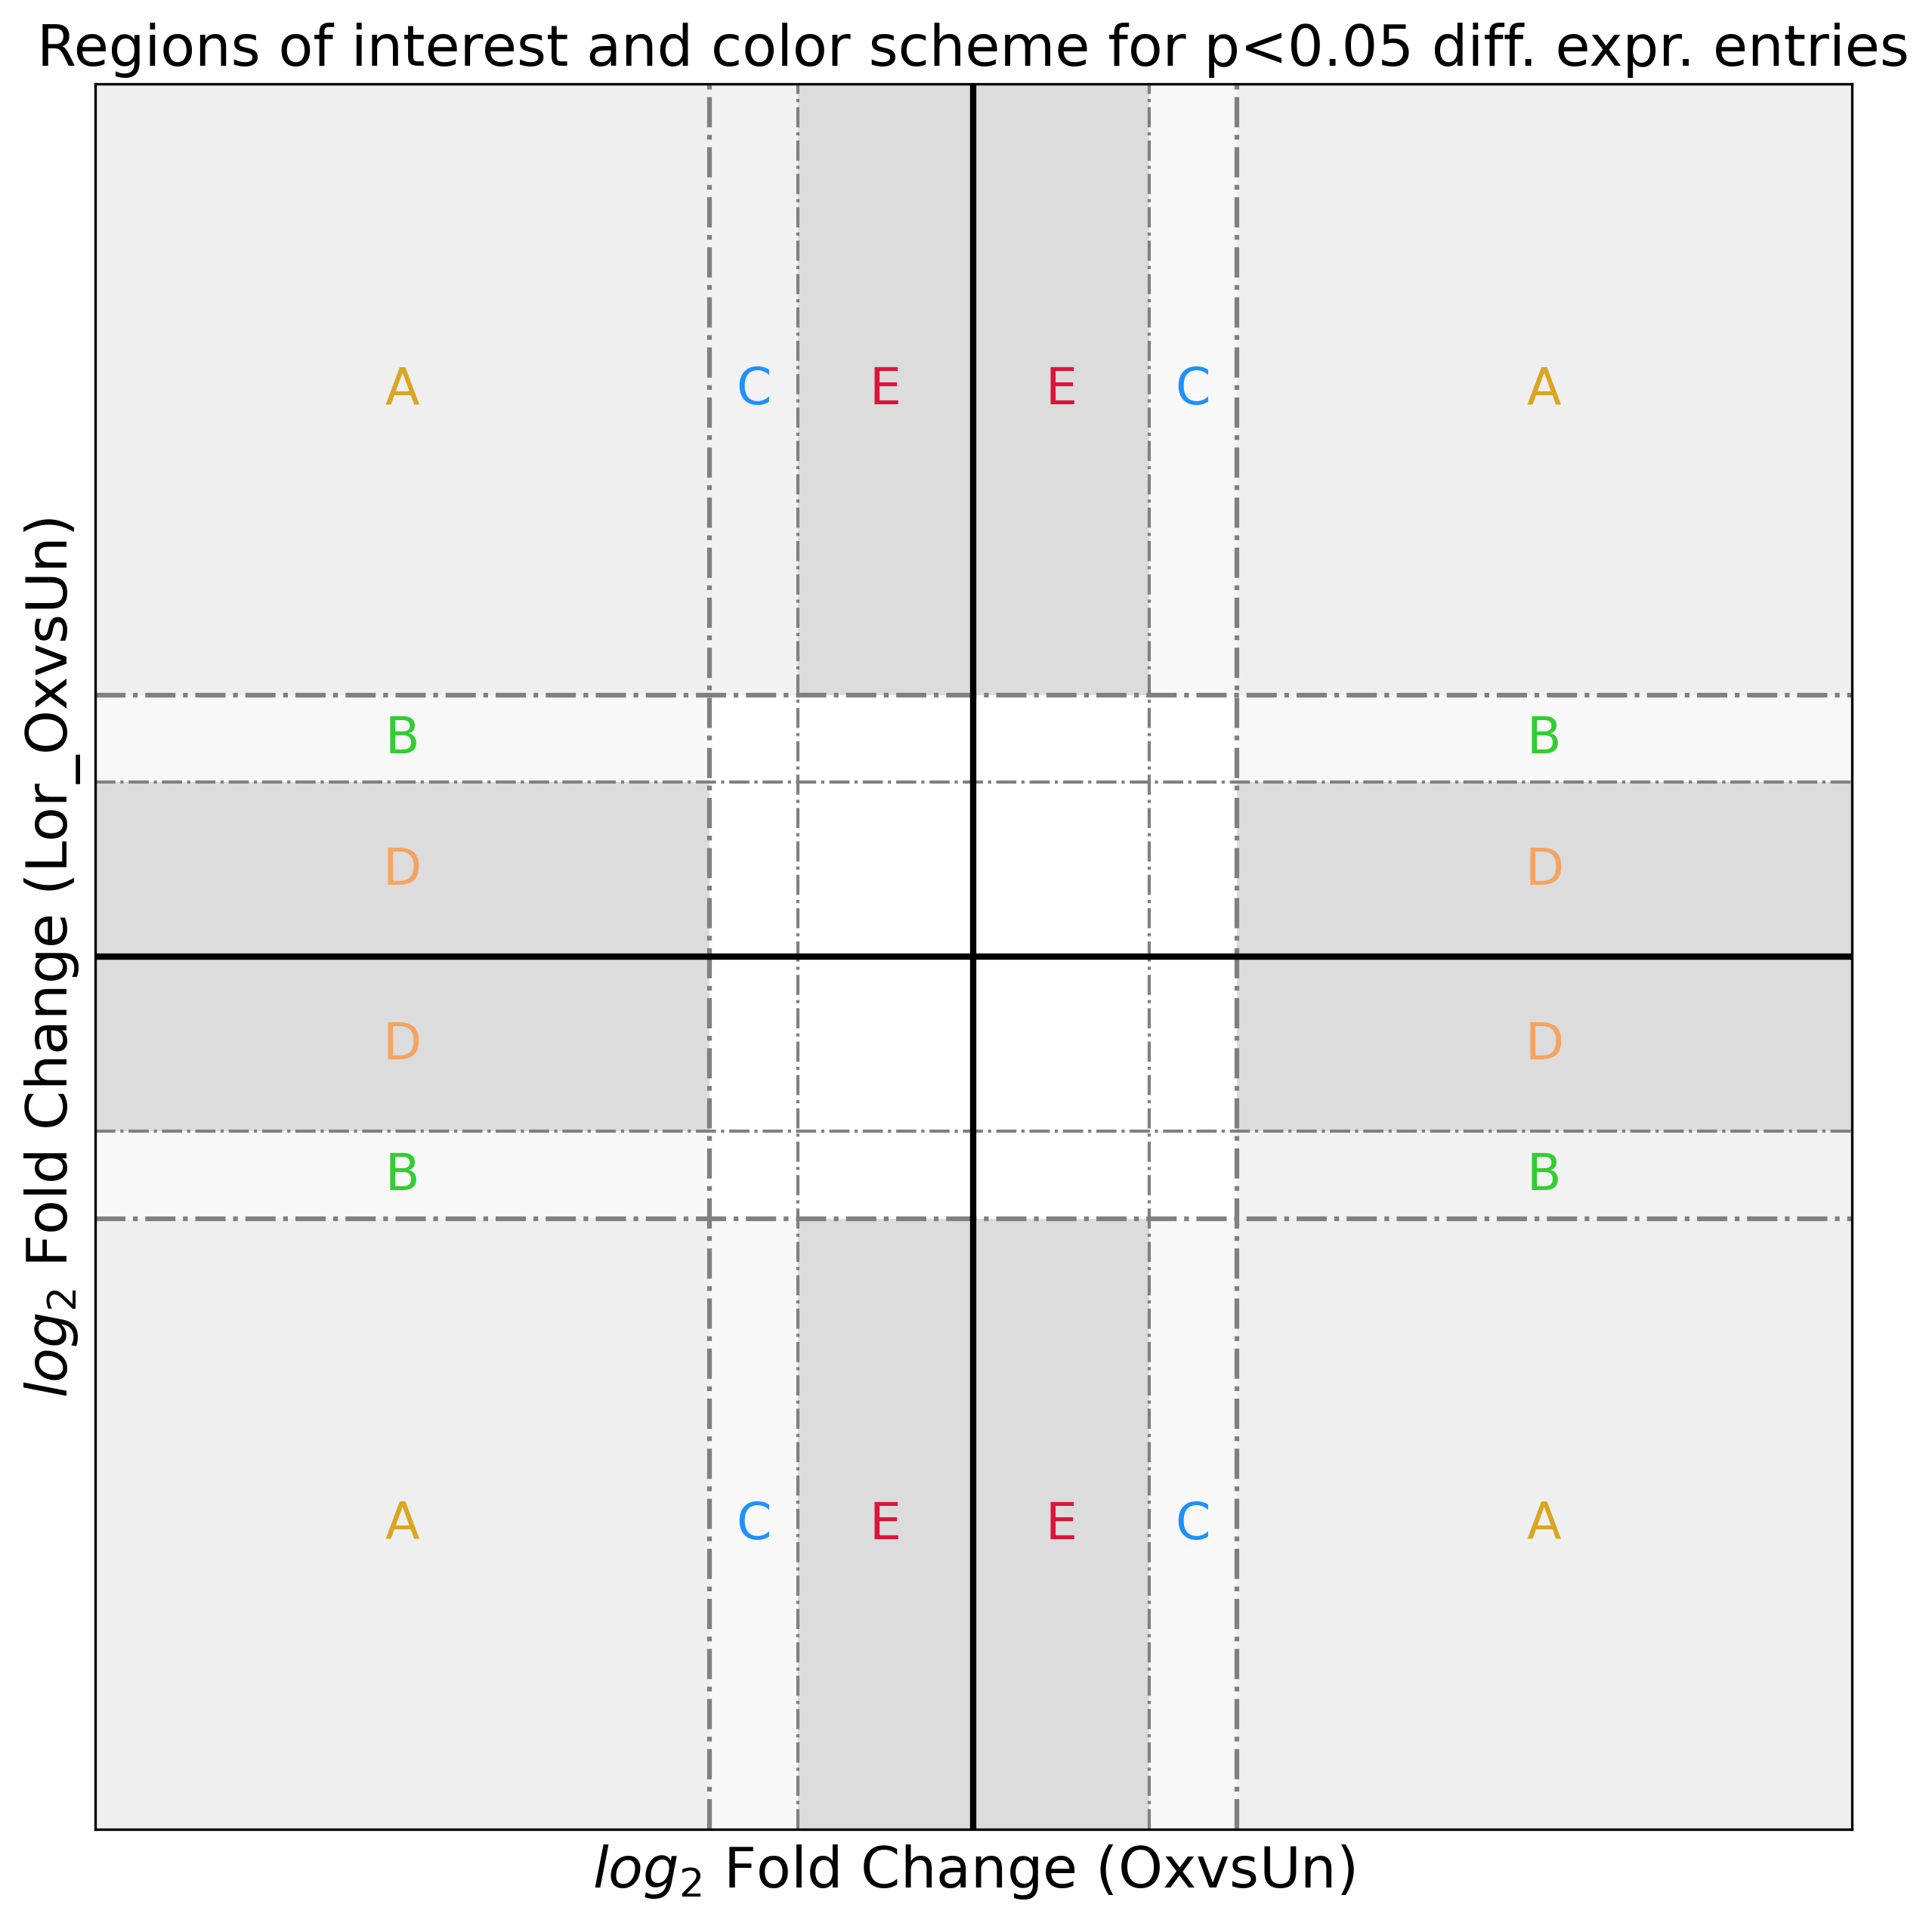 Regions of interest and color scheme for p<0.05 diff. expr. entries
log₂ Fold Change (Lor_OxvsUn)
A C E E C A
B B
D D
D D
B B
A C E E C A
log₂ Fold Change (OxvsUn)